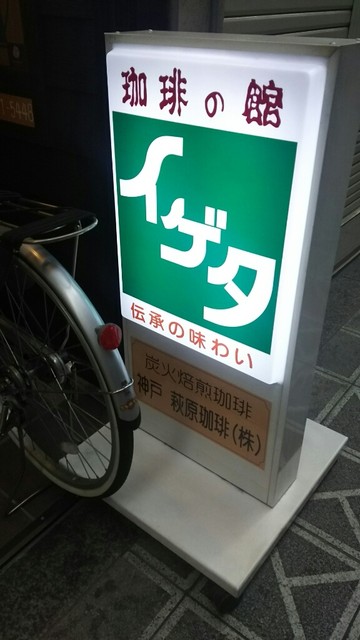 珈琲の館
イゲタ
伝承の味わい
炭火焙煎珈琲
神戸 萩原珈琲(株)